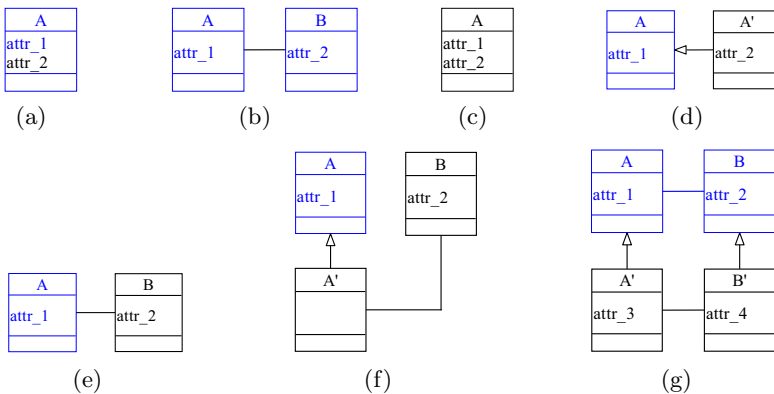 A
attr_1
attr_2
(a)
A
B
attr_1
attr_2
(b)
A
attr_1
attr_2
(c)
A
A'
attr_1
attr_2
(d)
A
B
attr_1
attr_2
(e)
A
B
attr_1
attr_2
A'
(f)
A
B
attr_1
attr_2
A'
B'
attr_3
attr_4
(g)